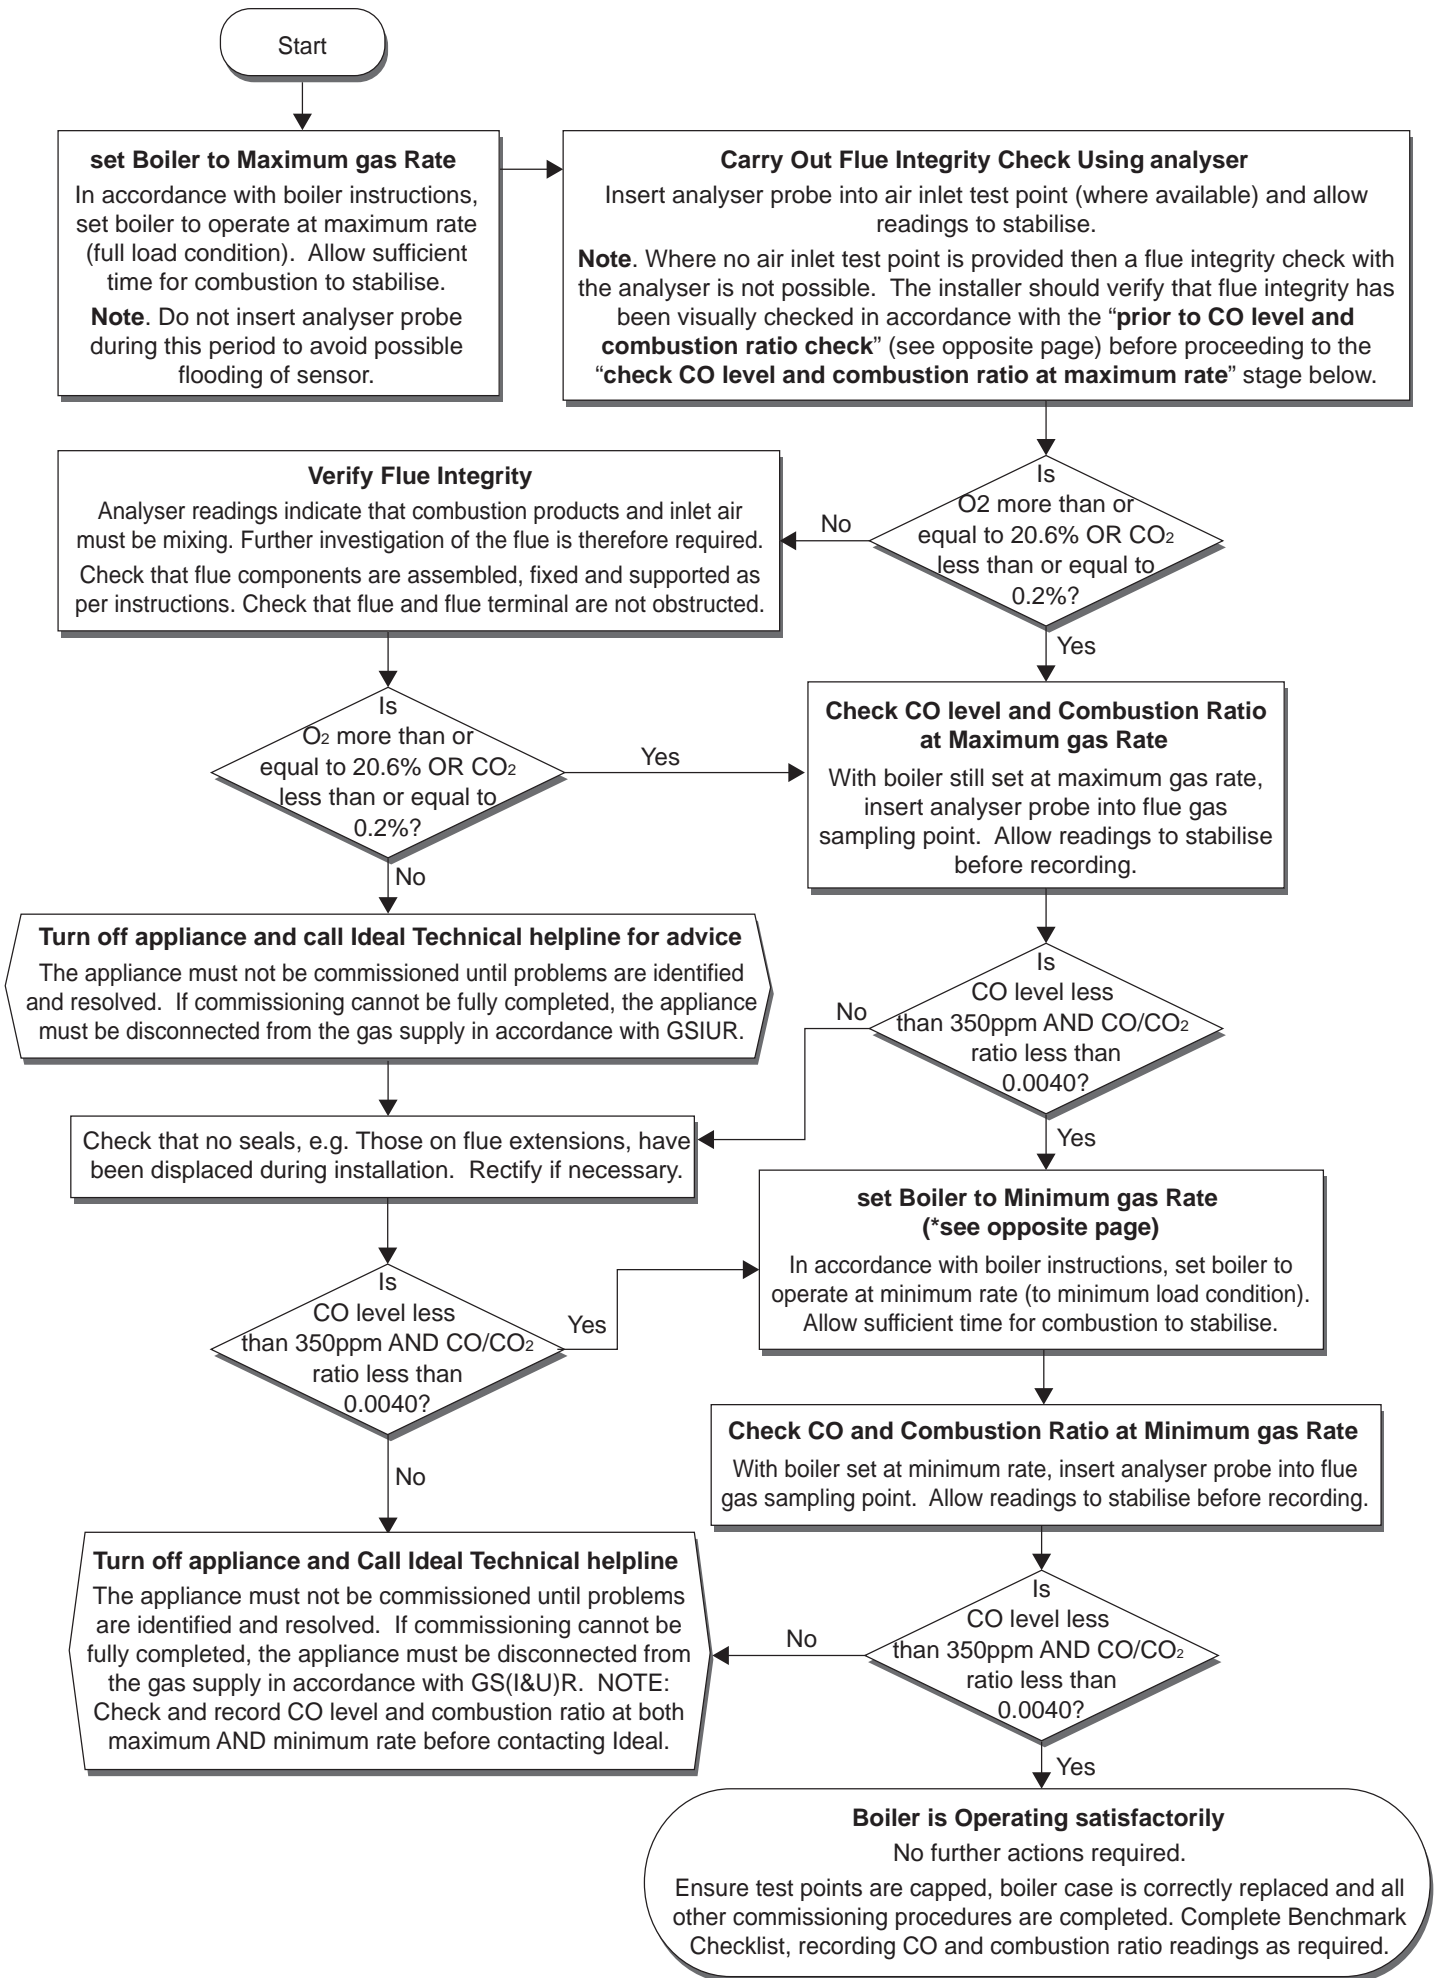 Start
set Boiler to Maximum gas Rate
In accordance with boiler instructions,
set boiler to operate at maximum rate
(full load condition).  Allow sufficient
time for combustion to stabilise.
Note. Do not insert analyser probe
during this period to avoid possible
flooding of sensor.
Carry Out Flue Integrity Check Using analyser
Insert analyser probe into air inlet test point (where available) and allow
readings to stabilise.
Note. Where no air inlet test point is provided then a flue integrity check with
the analyser is not possible.  The installer should verify that flue integrity has
been visually checked in accordance with the “prior to CO level and
combustion ratio check” (see opposite page) before proceeding to the
“check CO level and combustion ratio at maximum rate” stage below.
Is
O2 more than or
equal to 20.6% OR CO2
less than or equal to
0.2%?
No
Yes
Verify Flue Integrity
Analyser readings indicate that combustion products and inlet air
must be mixing. Further investigation of the flue is therefore required.
Check that flue components are assembled, fixed and supported as
per instructions. Check that flue and flue terminal are not obstructed.
Is
O2 more than or
equal to 20.6% OR CO2
less than or equal to
0.2%?
Yes
No
Check CO level and Combustion Ratio
at Maximum gas Rate
With boiler still set at maximum gas rate,
insert analyser probe into flue gas
sampling point.  Allow readings to stabilise
before recording.
Turn off appliance and call Ideal Technical helpline for advice
The appliance must not be commissioned until problems are identified
and resolved.  If commissioning cannot be fully completed, the appliance
must be disconnected from the gas supply in accordance with GSIUR.
Is
CO level less
than 350ppm AND CO/CO2
ratio less than
0.0040?
No
Yes
Check that no seals, e.g. Those on flue extensions, have
been displaced during installation.  Rectify if necessary.
set Boiler to Minimum gas Rate
(*see opposite page)
In accordance with boiler instructions, set boiler to
operate at minimum rate (to minimum load condition).
Allow sufficient time for combustion to stabilise.
Is
CO level less
than 350ppm AND CO/CO2
ratio less than
0.0040?
Yes
No
Check CO and Combustion Ratio at Minimum gas Rate
With boiler set at minimum rate, insert analyser probe into flue
gas sampling point.  Allow readings to stabilise before recording.
Turn off appliance and Call Ideal Technical helpline
The appliance must not be commissioned until problems
are identified and resolved.  If commissioning cannot be
fully completed, the appliance must be disconnected from
the gas supply in accordance with GS(I&U)R.  NOTE:
Check and record CO level and combustion ratio at both
maximum AND minimum rate before contacting Ideal.
Is
CO level less
than 350ppm AND CO/CO2
ratio less than
0.0040?
No
Yes
Boiler is Operating satisfactorily
No further actions required.
Ensure test points are capped, boiler case is correctly replaced and all
other commissioning procedures are completed. Complete Benchmark
Checklist, recording CO and combustion ratio readings as required.